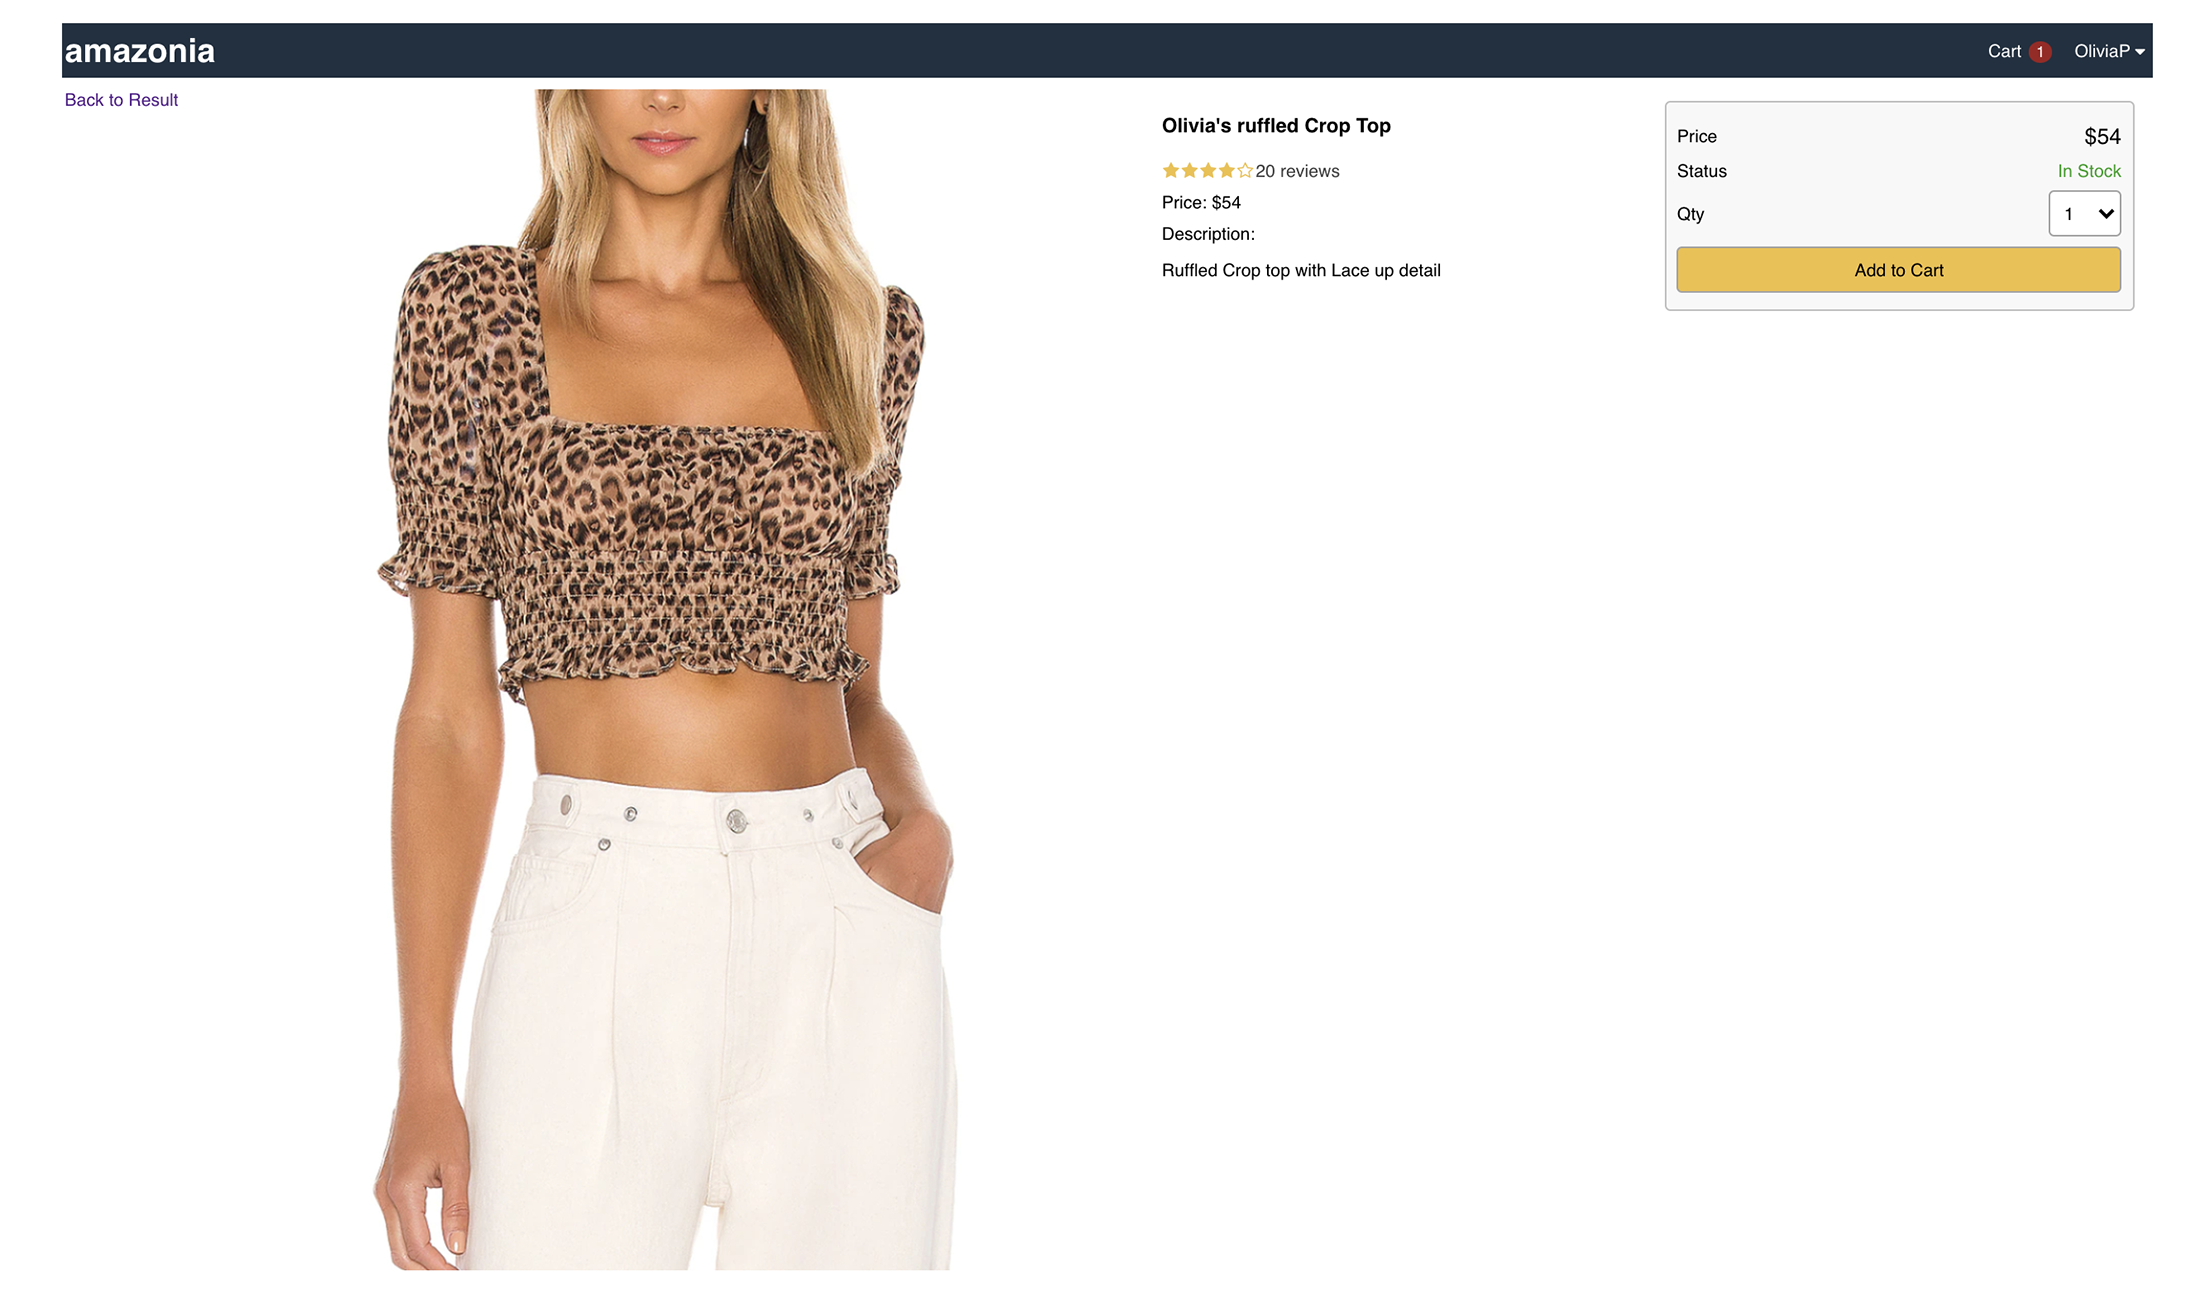 amazonia
Cart 1 OliviaP
Back to Result
Olivia's ruffled Crop Top
20 reviews
Price: $54
Description:
Ruffled Crop top with Lace up detail
Price $54
Status In Stock
Qty 1
Add to Cart